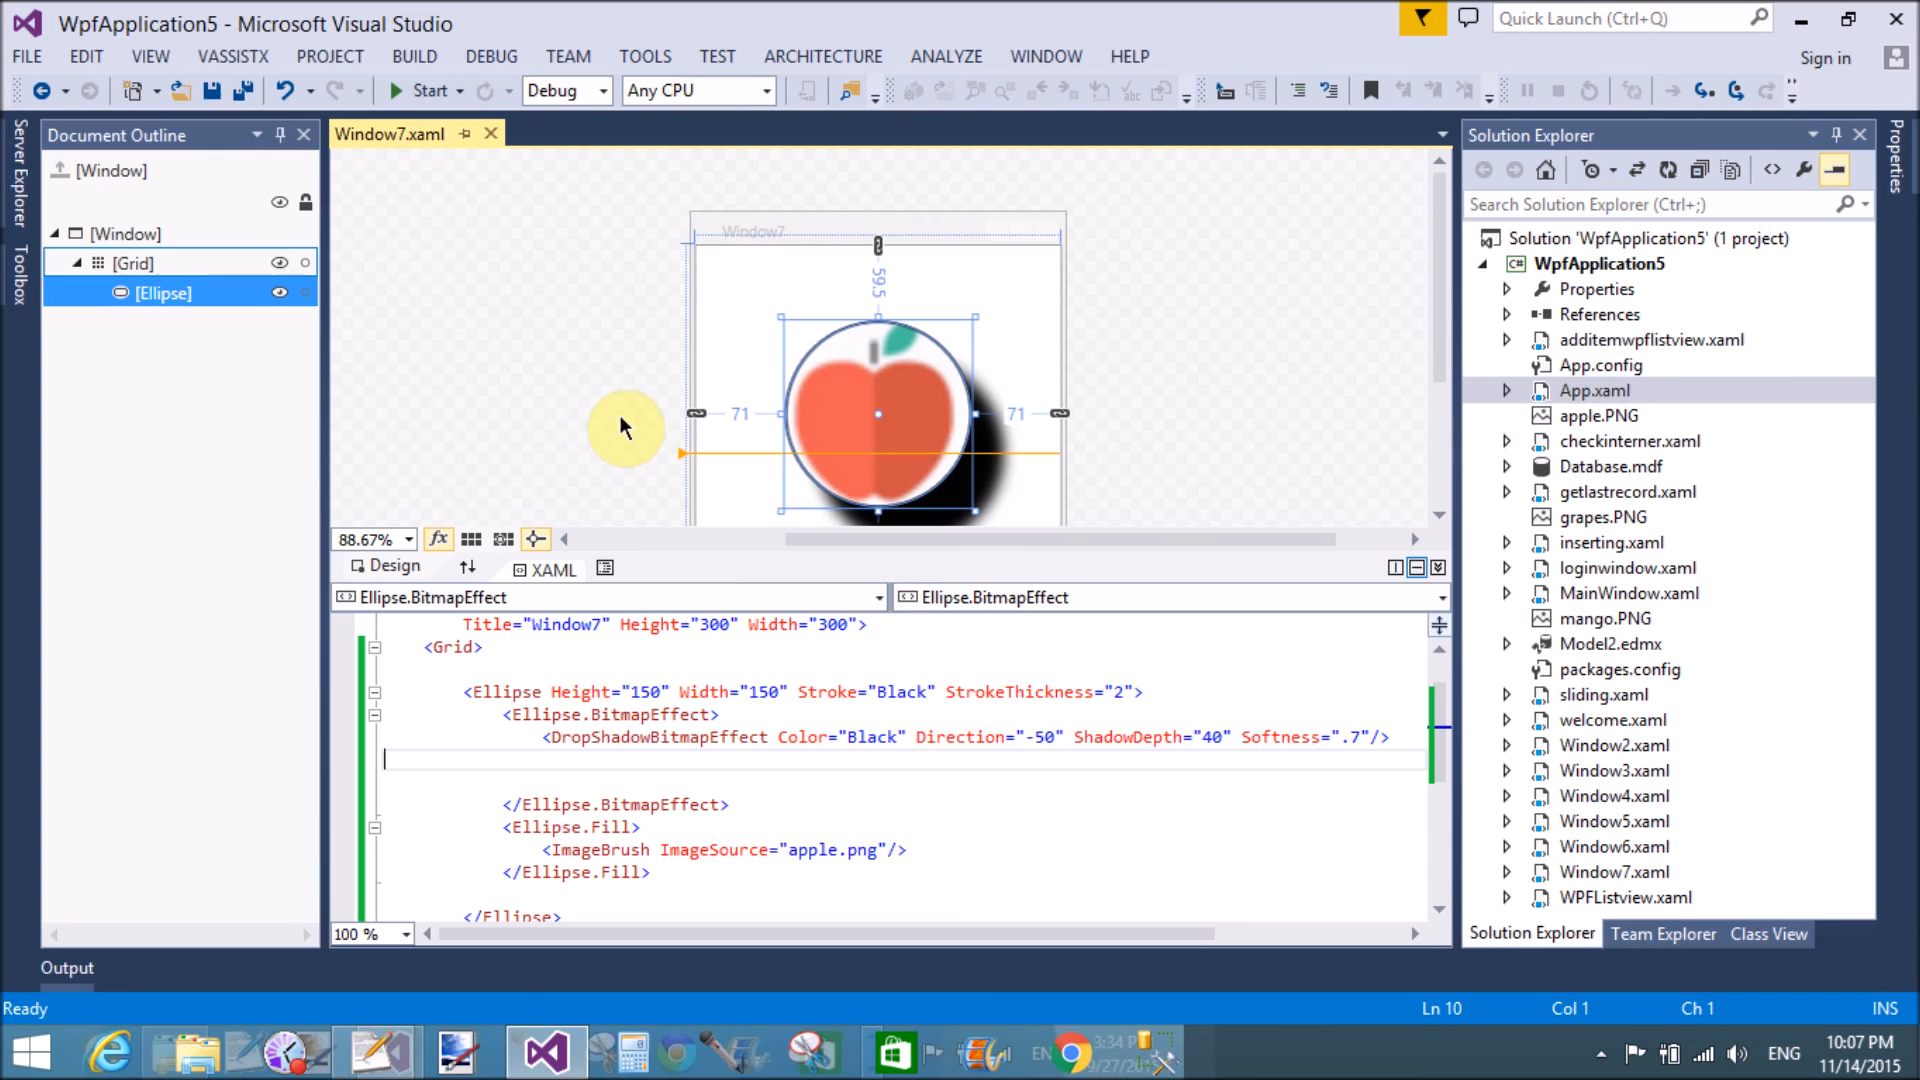 WpfApplication5 - Microsoft Visual Studio
Quick Launch (Ctrl+Q)
FILE EDIT VIEW VASSISTX PROJECT BUILD DEBUG TEAM TOOLS TEST ARCHITECTURE ANALYZE WINDOW HELP
Sign in
Start Debug Any CPU
Server Explorer
Toolbox
Document Outline
[Window]
[Window]
[Grid]
[Ellipse]
Window7.xaml
Window7
59.5
71
71
88.67%
fx
Design
XAML
Ellipse.BitmapEffect
Ellipse.BitmapEffect
Title="Window7" Height="300" Width="300">
<Grid>
<Ellipse Height="150" Width="150" Stroke="Black" StrokeThickness="2">
<Ellipse.BitmapEffect>
<DropShadowBitmapEffect Color="Black" Direction="-50" ShadowDepth="40" Softness=".7"/>
</Ellipse.BitmapEffect>
<Ellipse.Fill>
<ImageBrush ImageSource="apple.png"/>
</Ellipse.Fill>
</Ellipse>
100 %
Solution Explorer
Search Solution Explorer (Ctrl+;)
Solution 'WpfApplication5' (1 project)
C# WpfApplication5
Properties
References
additemwpflistview.xaml
App.config
App.xaml
apple.PNG
checkinterner.xaml
Database.mdf
getlastrecord.xaml
grapes.PNG
inserting.xaml
loginwindow.xaml
MainWindow.xaml
mango.PNG
Model2.edmx
packages.config
sliding.xaml
welcome.xaml
Window2.xaml
Window3.xaml
Window4.xaml
Window5.xaml
Window6.xaml
Window7.xaml
WPFListview.xaml
Solution Explorer Team Explorer Class View
Properties
Output
Ready
Ln 10 Col 1 Ch 1 INS
EN
3:34 P
ENG
10:07 PM
11/14/2015